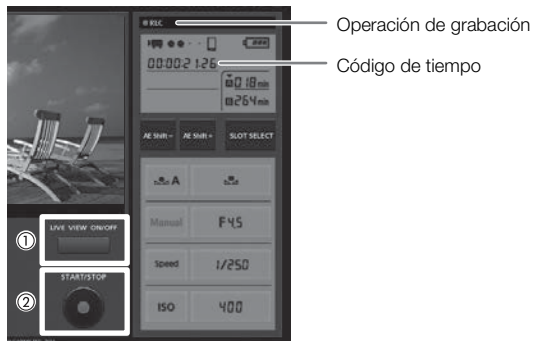 ● REC
Operación de grabación
00:00:21:26
Código de tiempo
018min
264min
AE Shift - AE Shift + SLOT SELECT
A
Manual F4.5
① LIVE VIEW ON/OFF
Speed 1/250
② START/STOP
ISO 400